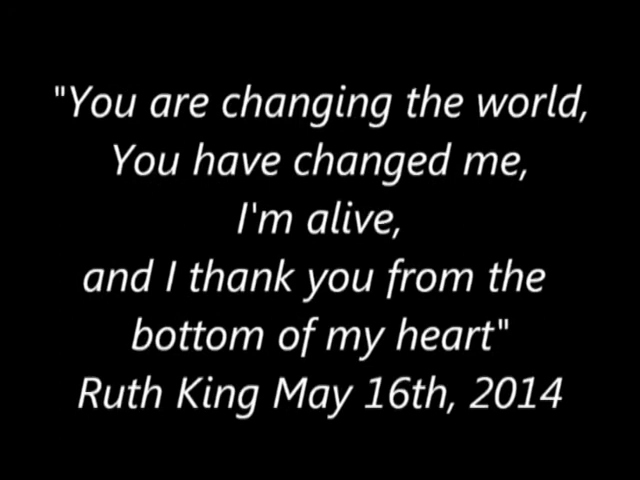 "You are changing the world,
You have changed me,
I'm alive,
and I thank you from the
bottom of my heart"
Ruth King May 16th, 2014